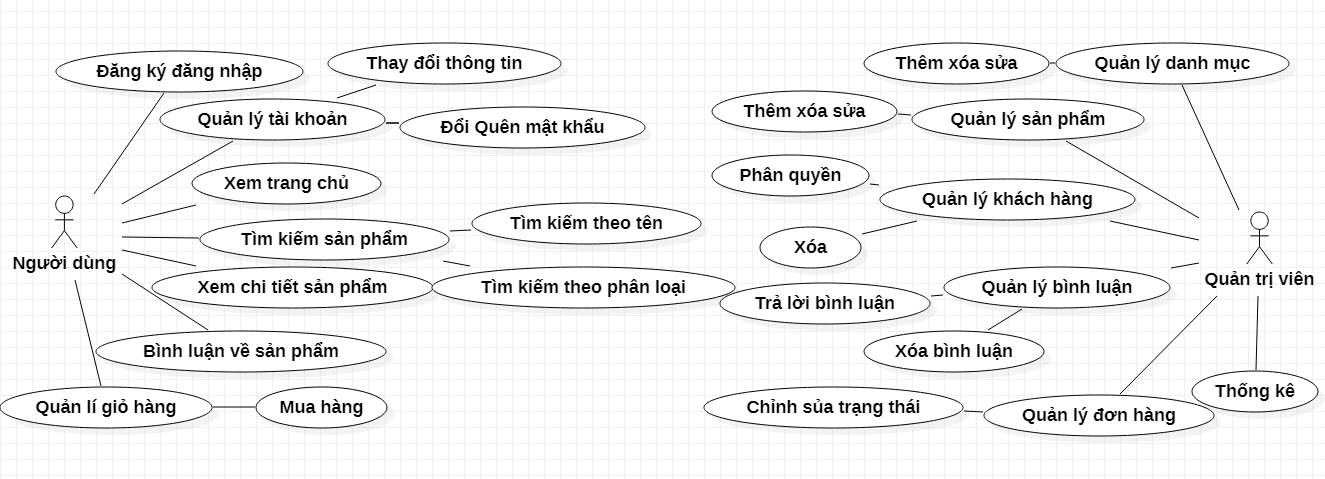 Đăng ký đăng nhập
Thay đổi thông tin
Quản lý tài khoản
Đổi Quên mật khẩu
Xem trang chủ
Tìm kiếm sản phẩm
Tìm kiếm theo tên
Người dùng
Xem chi tiết sản phẩm
Tìm kiếm theo phân loại
Bình luận về sản phẩm
Quản lí giỏ hàng
Mua hàng
Thêm xóa sửa
Quản lý danh mục
Thêm xóa sửa
Quản lý sản phẩm
Phân quyền
Quản lý khách hàng
Xóa
Quản trị viên
Quản lý bình luận
Trả lời bình luận
Xóa bình luận
Thống kê
Chỉnh sủa trạng thái
Quản lý đơn hàng